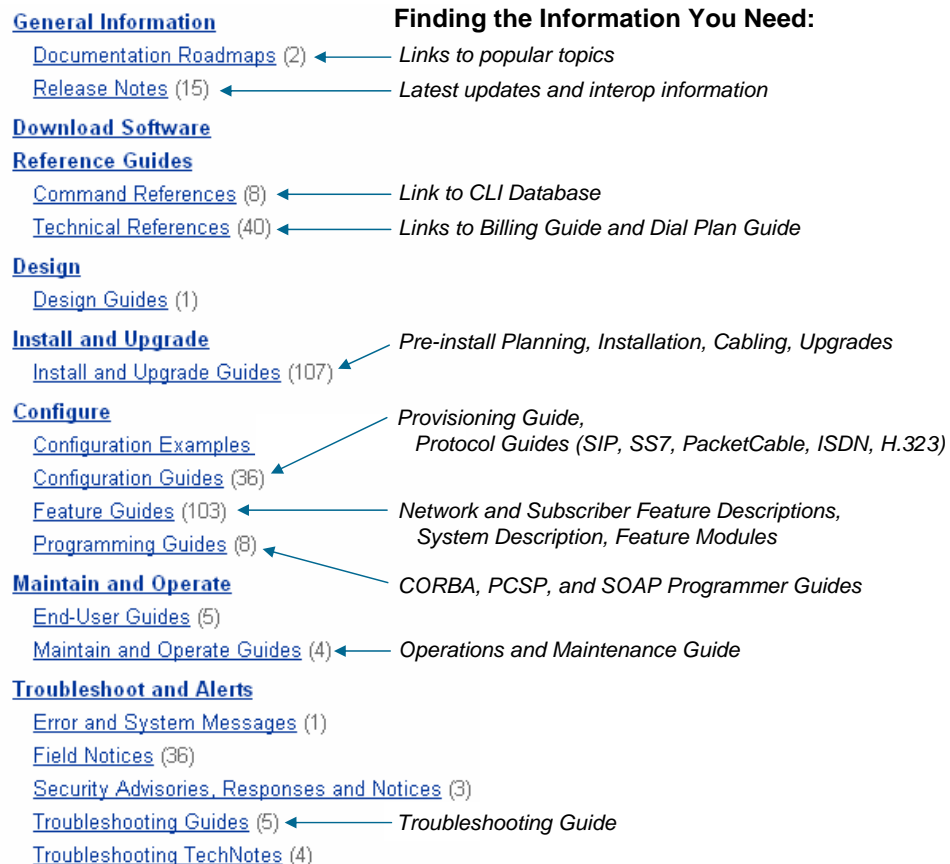 General Information
Finding the Information You Need:
Documentation Roadmaps (2)
Links to popular topics
Release Notes (15)
Latest updates and interop information
Download Software
Reference Guides
Command References (8)
Link to CLI Database
Technical References (40)
Links to Billing Guide and Dial Plan Guide
Design
Design Guides (1)
Install and Upgrade
Pre-install Planning, Installation, Cabling, Upgrades
Install and Upgrade Guides (107)
Configure
Provisioning Guide,
Protocol Guides (SIP, SS7, PacketCable, ISDN, H.323)
Configuration Examples
Configuration Guides (36)
Feature Guides (103)
Network and Subscriber Feature Descriptions,
System Description, Feature Modules
Programming Guides (8)
CORBA, PCSP, and SOAP Programmer Guides
Maintain and Operate
End-User Guides (5)
Maintain and Operate Guides (4)
Operations and Maintenance Guide
Troubleshoot and Alerts
Error and System Messages (1)
Field Notices (36)
Security Advisories, Responses and Notices (3)
Troubleshooting Guides (5)
Troubleshooting Guide
Troubleshooting TechNotes (4)